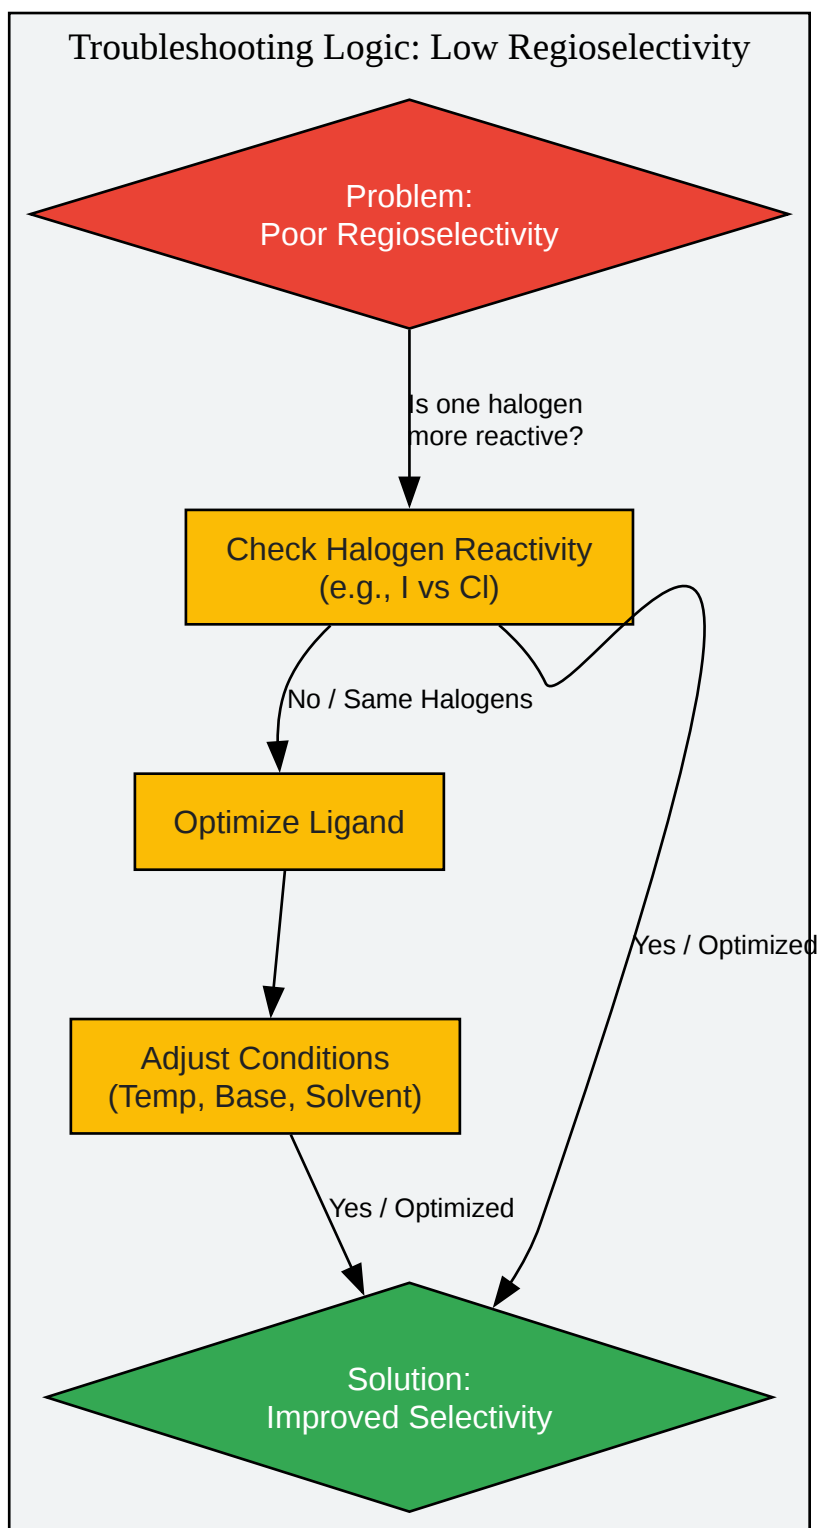 Troubleshooting Logic: Low Regioselectivity
Problem:
Poor Regioselectivity
Is one halogen
more reactive?
Check Halogen Reactivity
(e.g., I vs Cl)
No / Same Halogens
Optimize Ligand
Yes / Optimized
Adjust Conditions
(Temp, Base, Solvent)
Yes / Optimized
Solution:
Improved Selectivity